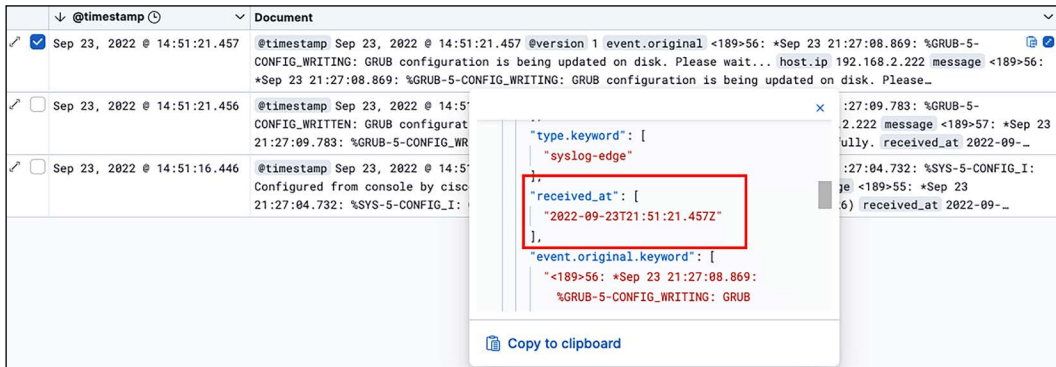 @timestamp Document
Sep 23, 2022 @ 14:51:21.457 @timestamp Sep 23, 2022 @ 14:51:21.457 @version 1 event.original <189>56: *Sep 23 21:27:08.869: %GRUB-5-
CONFIG_WRITING: GRUB configuration is being updated on disk. Please wait... host.ip 192.168.2.222 message <189>56:
*Sep 23 21:27:08.869: %GRUB-5-CONFIG_WRITING: GRUB configuration is being updated on disk. Please…
Sep 23, 2022 @ 14:51:21.456 @timestamp Sep 23, 2022 @ 14:5 :27:09.783: %GRUB-5-
CONFIG_WRITTEN: GRUB configurat 2.222 message <189>57: *Sep 23
21:27:09.783: %GRUB-5-CONFIG_WR ully. received_at 2022-09-…
Sep 23, 2022 @ 14:51:16.446 @timestamp Sep 23, 2022 @ 14:5 :27:04.732: %SYS-5-CONFIG_I:
Configured from console by cisc ge <189>55: *Sep 23
21:27:04.732: %SYS-5-CONFIG_I: 6) received_at 2022-09-…
"type.keyword": [
"syslog-edge"
],
"received_at": [
"2022-09-23T21:51:21.457Z"
],
"event.original.keyword": [
"<189>56: *Sep 23 21:27:08.869:
%GRUB-5-CONFIG_WRITING: GRUB
Copy to clipboard